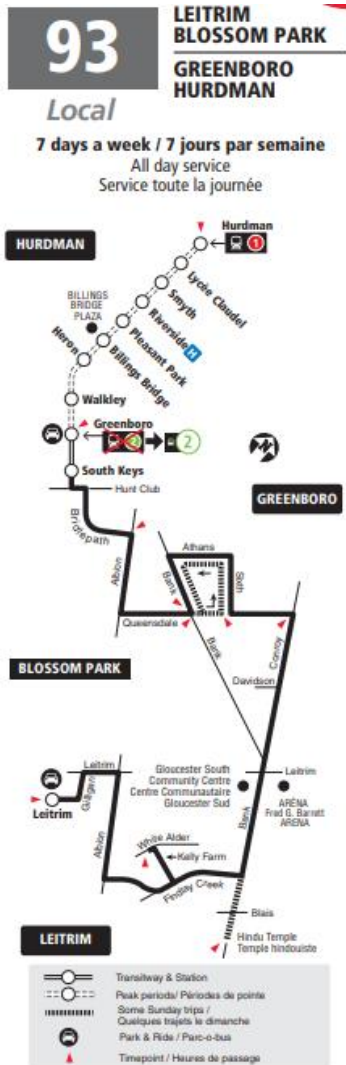 93
Local
LEITRIM
BLOSSOM PARK
GREENBORO
HURDMAN
7 days a week / 7 jours par semaine
All day service
Service toute la journée
Hurdman
1
HURDMAN
Lycée Claudel
Smyth
Riverside
H
Pleasant Park
Billings Bridge
BILLINGS
BRIDGE
PLAZA
Heron
Walkley
Greenboro
2
2
South Keys
Hunt Club
GREENBORO
Bridlepath
Albion
Athans
Bank
Sixth
Queensdale
Bank
Conroy
BLOSSOM PARK
Davidson
Leitrim
Gilligan
Leitrim
Albion
Gloucester South
Community Centre
Centre Communautaire
Gloucester Sud
Leitrim
ARÉNA
Fred G. Barrett
ARENA
Bank
White Alder
Kelly Farm
Findlay Creek
Blais
Hindu Temple
Temple hindouiste
LEITRIM
Transitway & Station
Peak periods/ Périodes de pointe
Some Sunday trips /
Quelques trajets le dimanche
Park & Ride / Parc-o-bus
Timepoint / Heures de passage